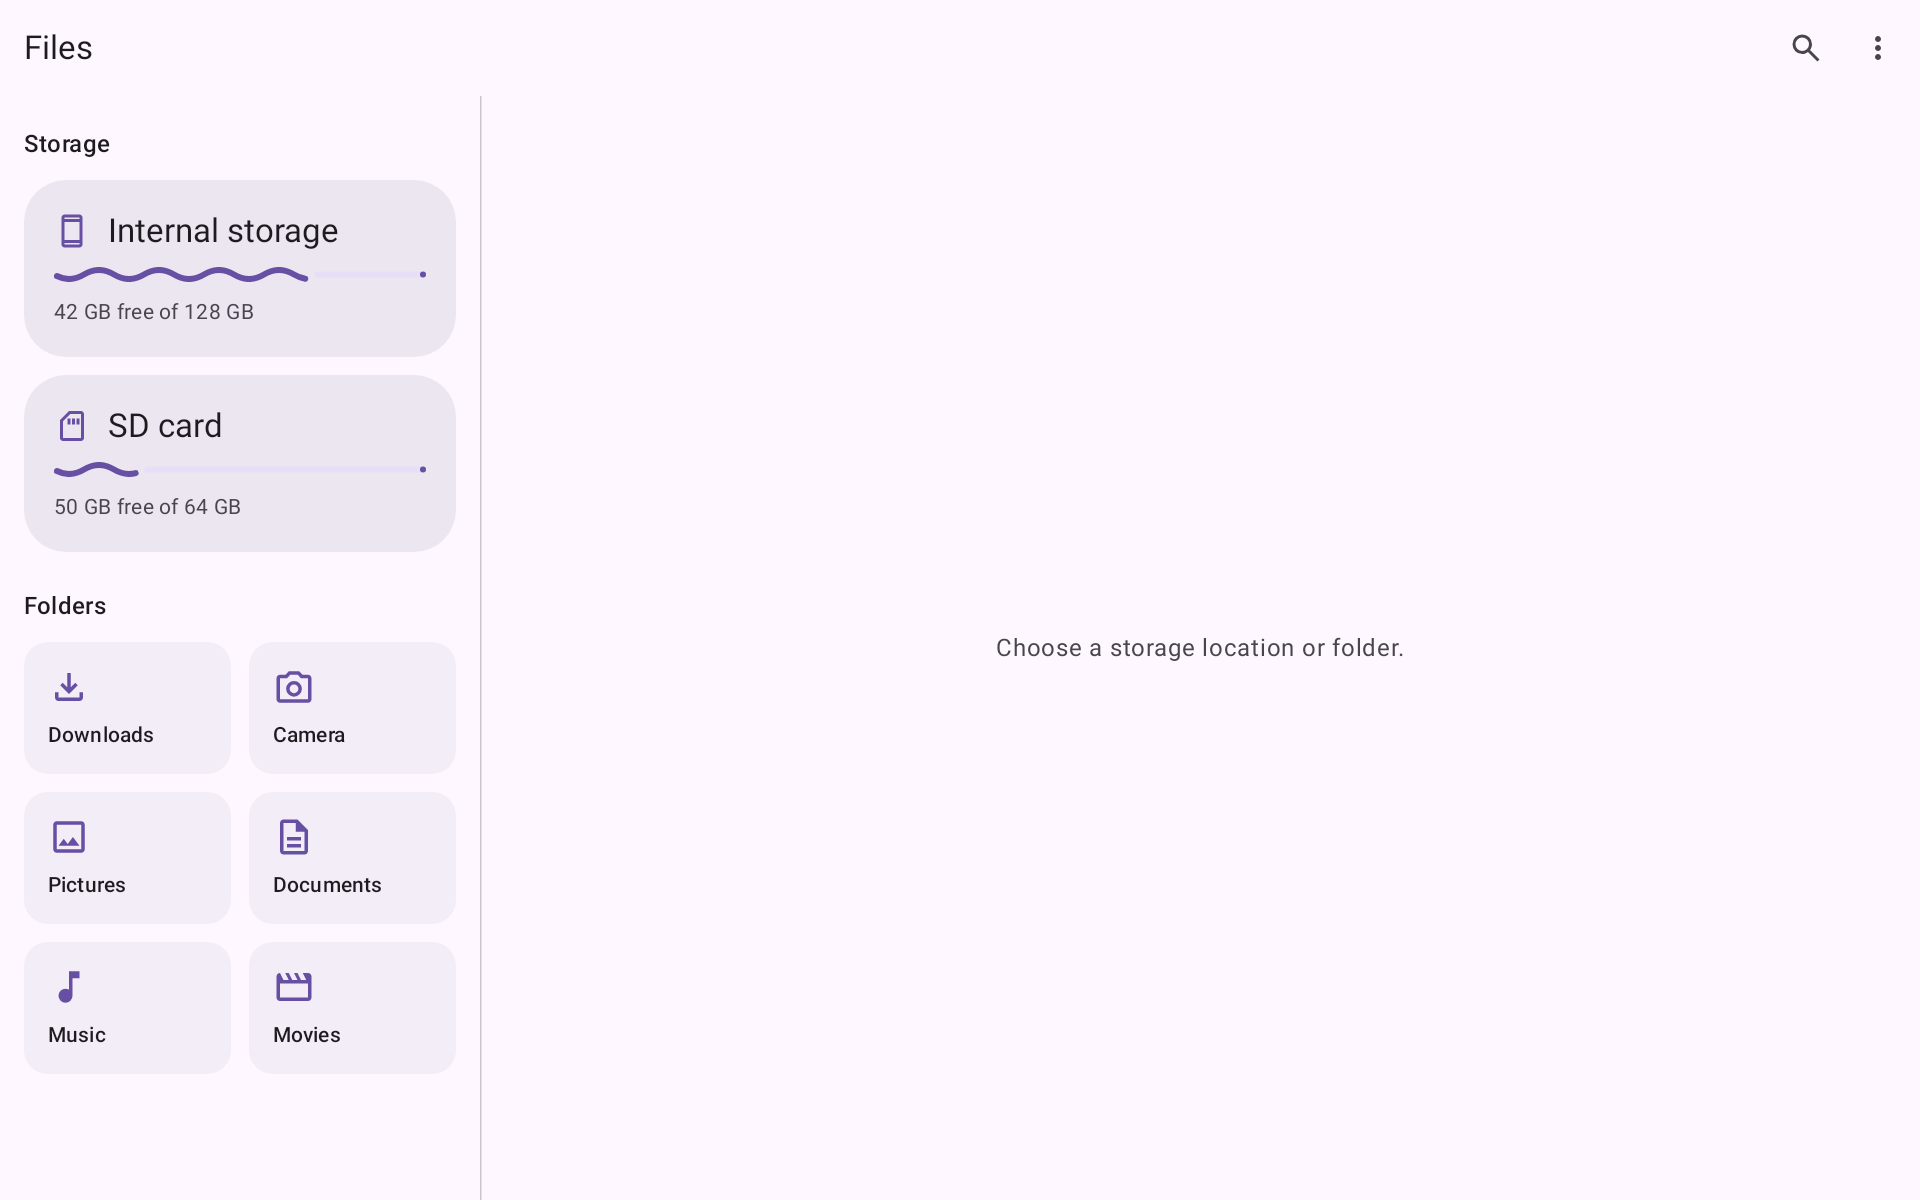 Files
Storage
Internal storage
42 GB free of 128 GB
SD card
50 GB free of 64 GB
Folders
Downloads
Camera
Pictures
Documents
Music
Movies
Choose a storage location or folder.